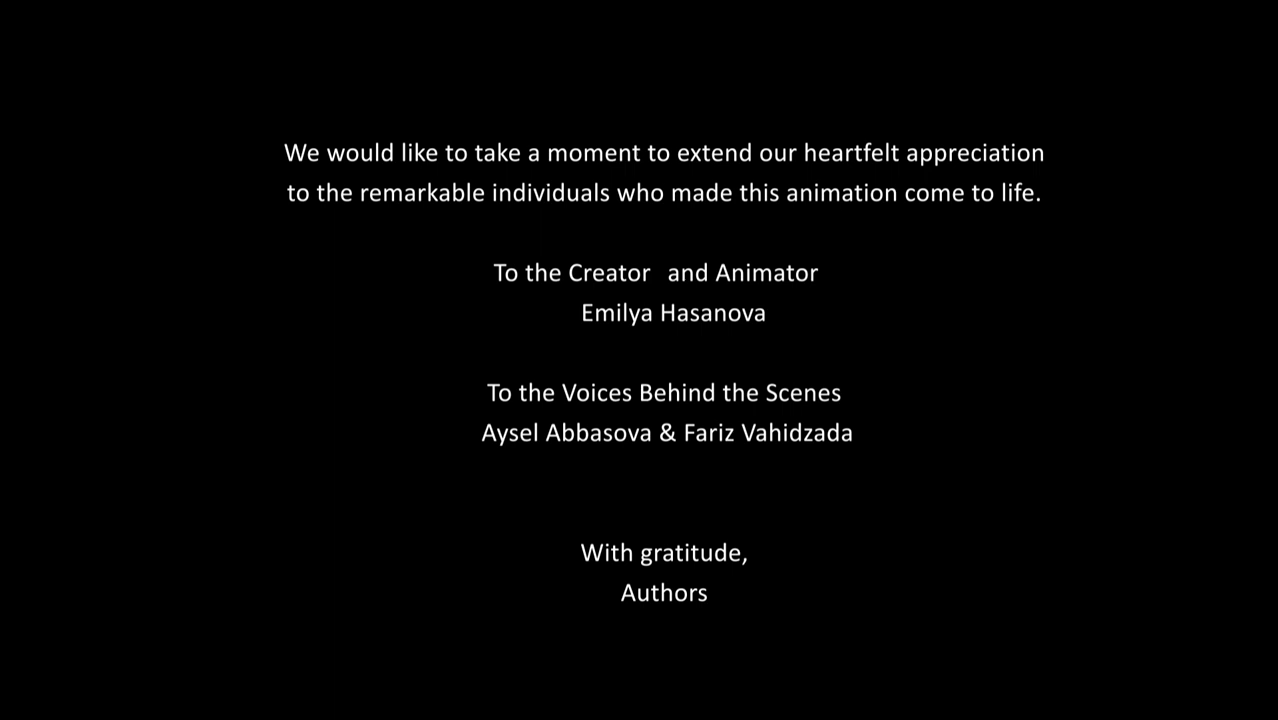 We would like to take a moment to extend our heartfelt appreciation
to the remarkable individuals who made this animation come to life.
To the Creator  and Animator
Emilya Hasanova
To the Voices Behind the Scenes
Aysel Abbasova & Fariz Vahidzada
With gratitude,
Authors